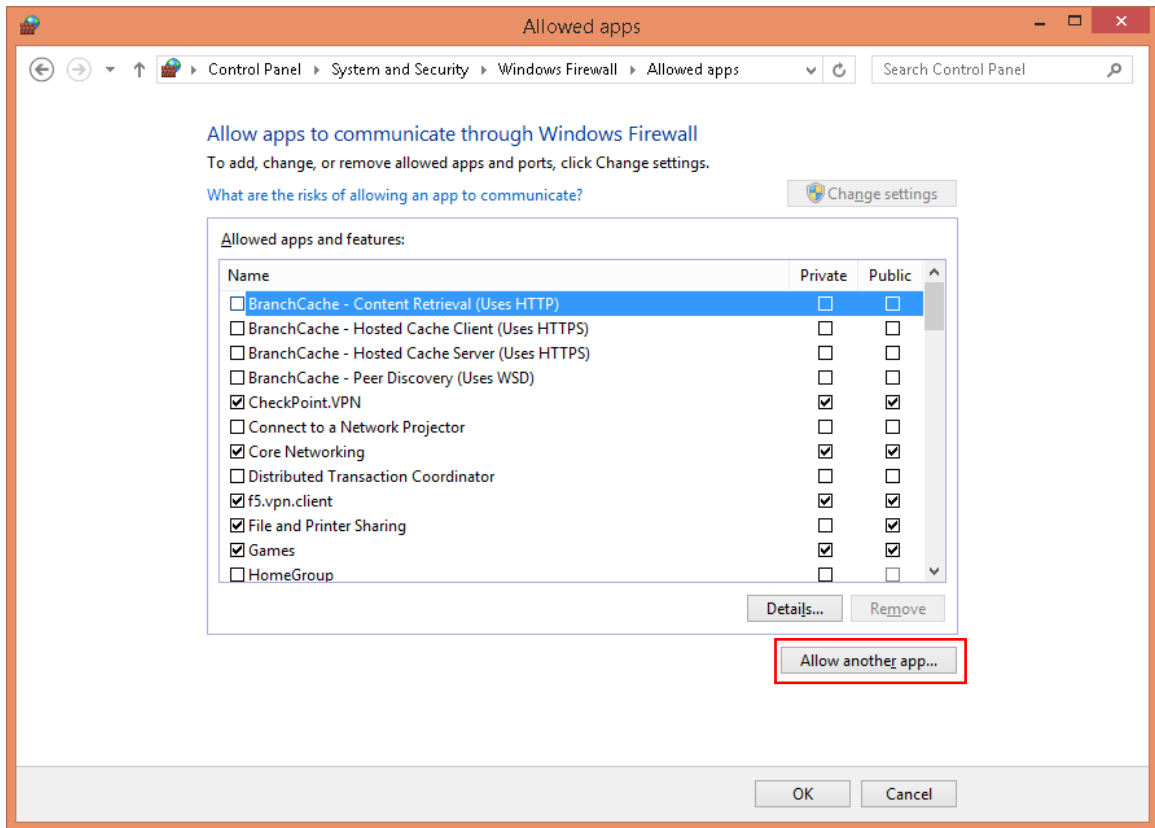 Allowed apps
Control Panel System and Security Windows Firewall Allowed apps Search Control Panel
Allow apps to communicate through Windows Firewall
To add, change, or remove allowed apps and ports, click Change settings.
What are the risks of allowing an app to communicate? Change settings
Allowed apps and features:
Name Private Public
BranchCache - Content Retrieval (Uses HTTP)
BranchCache - Hosted Cache Client (Uses HTTPS)
BranchCache - Hosted Cache Server (Uses HTTPS)
BranchCache - Peer Discovery (Uses WSD)
CheckPoint.VPN
Connect to a Network Projector
Core Networking
Distributed Transaction Coordinator
f5.vpn.client
File and Printer Sharing
Games
HomeGroup
Details... Remove
Allow another app...
OK Cancel